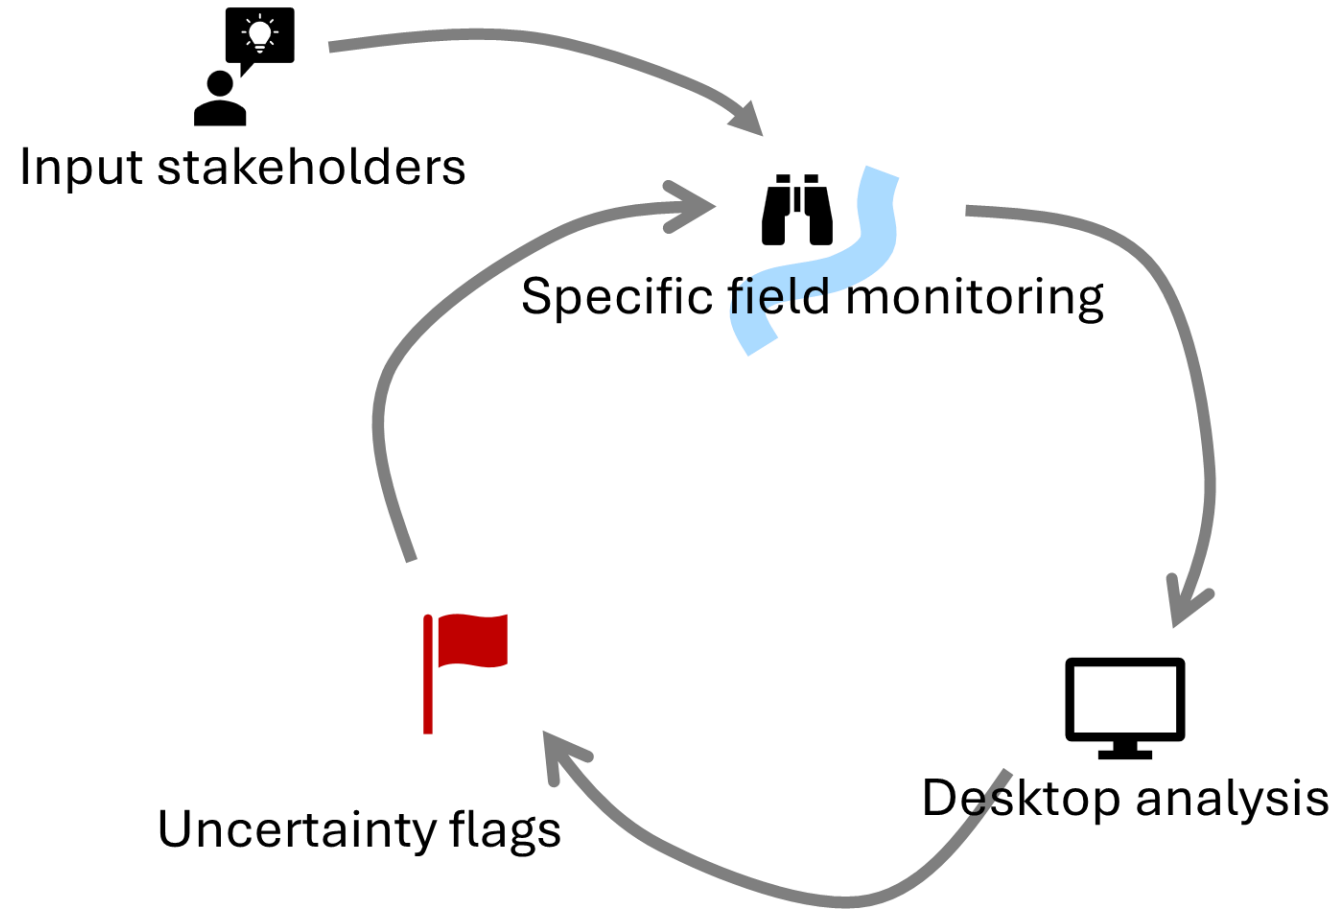 Input stakeholders
Specific field monitoring
Desktop analysis
Uncertainty flags